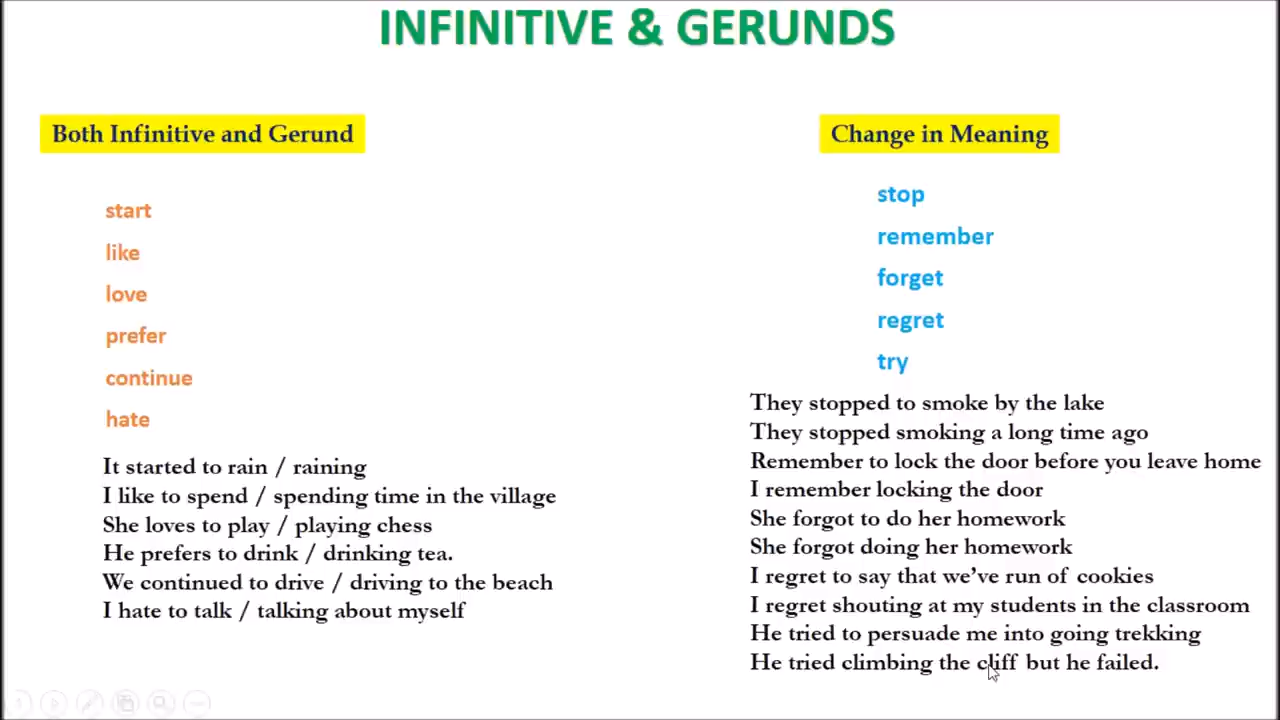 INFINITIVE & GERUNDS
Both Infinitive and Gerund
start
like
love
prefer
continue
hate
It started to rain / raining
I like to spend / spending time in the village
She loves to play / playing chess
He prefers to drink / drinking tea.
We continued to drive / driving to the beach
I hate to talk / talking about myself
Change in Meaning
stop
remember
forget
regret
try
They stopped to smoke by the lake
They stopped smoking a long time ago
Remember to lock the door before you leave home
I remember locking the door
She forgot to do her homework
She forgot doing her homework
I regret to say that we’ve run of cookies
I regret shouting at my students in the classroom
He tried to persuade me into going trekking
He tried climbing the cliff but he failed.